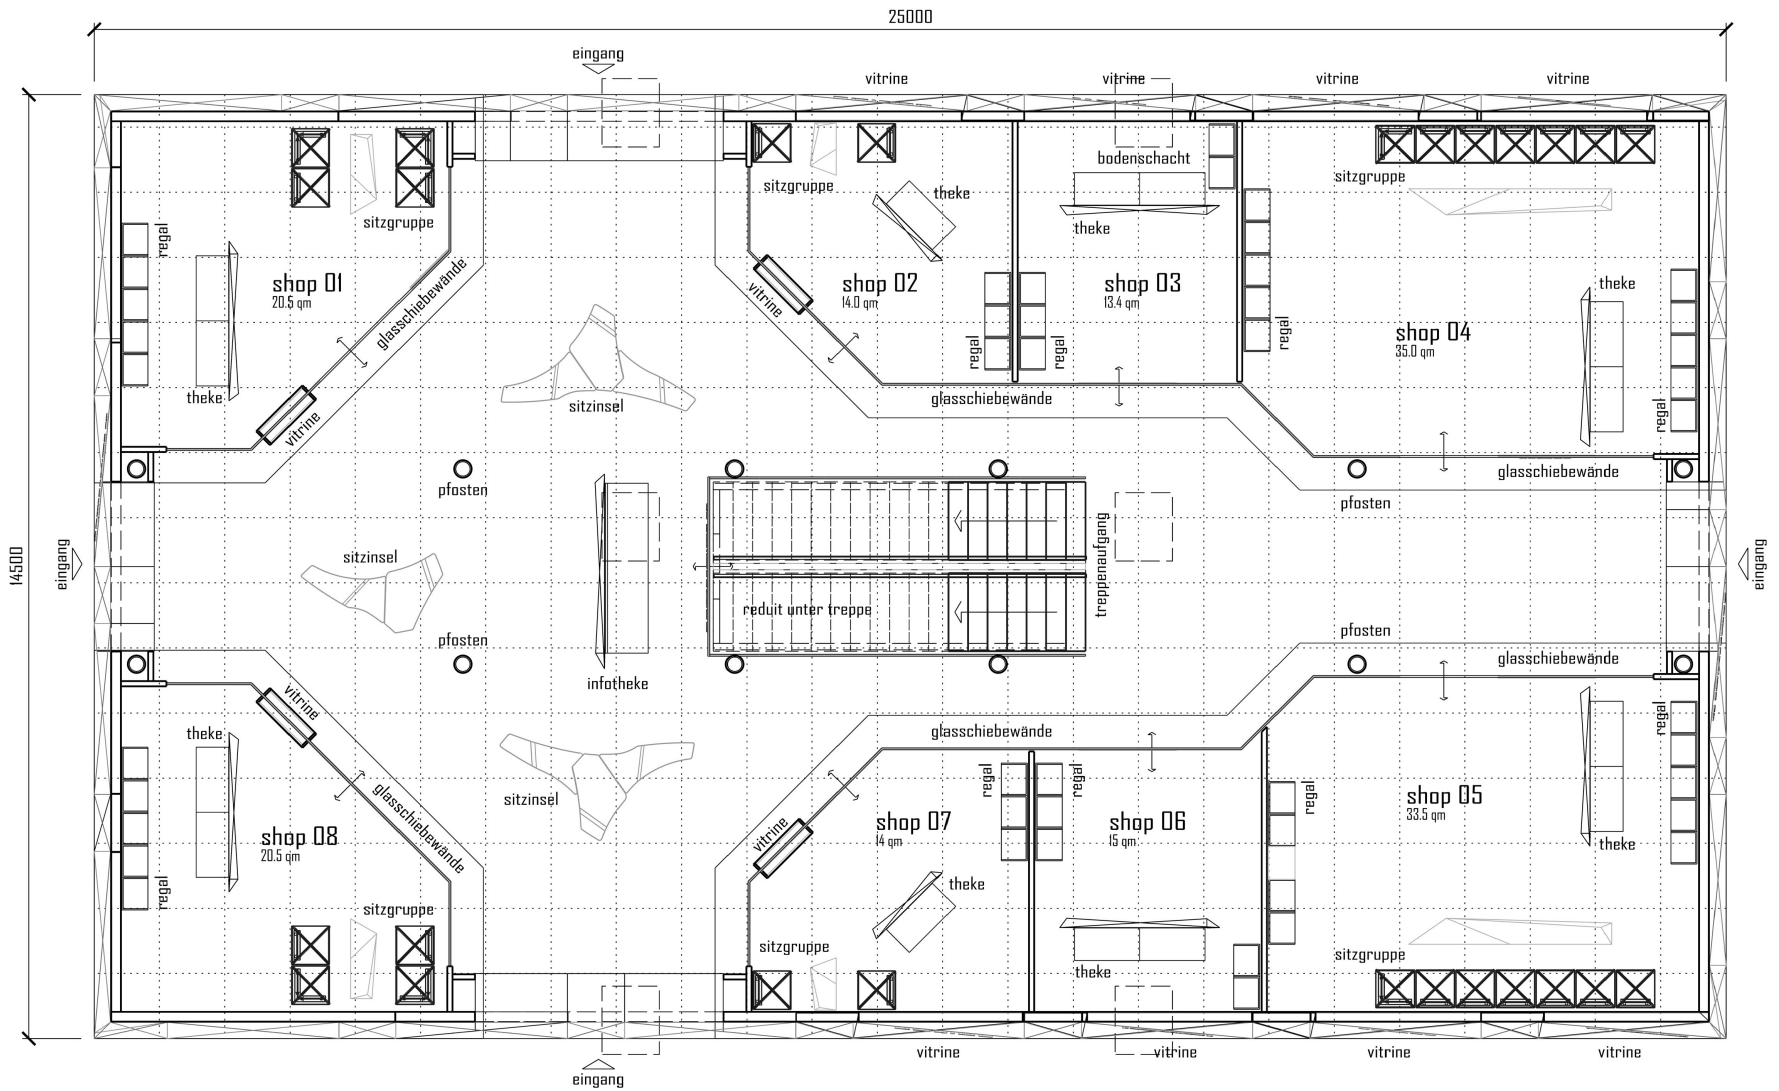 25000
eingang
vitrine
vitrine
vitrine
vitrine
bodenschacht
sitzgruppe
theke
sitzgruppe
sitzgruppe
theke
regal
shop 01
20.5 qm
glasschiebewände
vitrine
shop 02
14.0 qm
shop 03
13.4 qm
theke
shop 04
35.0 qm
regal
regal
regal
theke
vitrine
sitzinsel
glasschiebewände
regal
glasschiebewände
pfosten
pfosten
14500
eingang
sitzinsel
treppenaufgang
eingang
reduit unter treppe
pfosten
pfosten
infotheke
glasschiebewände
vitrine
theke
glasschiebewände
regal
sitzinsel
regal
regal
regal
shop 08
20.5 qm
glasschiebewände
vitrine
shop 07
14 qm
shop 06
15 qm
shop 05
33.5 qm
theke
regal
theke
sitzgruppe
sitzgruppe
theke
sitzgruppe
vitrine
vitrine
vitrine
vitrine
eingang